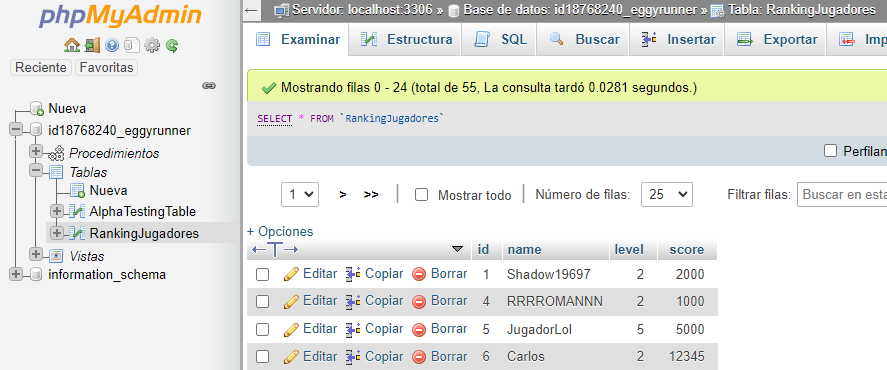 phpMyAdmin
Reciente Favoritas
Nueva
id18768240_eggyrunner
Procedimientos
Tablas
Nueva
AlphaTestingTable
RankingJugadores
Vistas
information_schema
Servidor: localhost:3306 » Base de datos: id18768240_eggyrunner » Tabla: RankingJugadores
Examinar Estructura SQL Buscar Insertar Exportar Imp
Mostrando filas 0 - 24 (total de 55, La consulta tardó 0.0281 segundos.)
SELECT * FROM `RankingJugadores`
Perfilan
1 > >> | Mostrar todo | Número de filas: 25 Filtrar filas: Buscar en esta
+ Opciones
←T→ id name level score
Editar Copiar Borrar 1 Shadow19697 2 2000
Editar Copiar Borrar 4 RRRROMANNN 2 1000
Editar Copiar Borrar 5 JugadorLol 5 5000
Editar Copiar Borrar 6 Carlos 2 12345